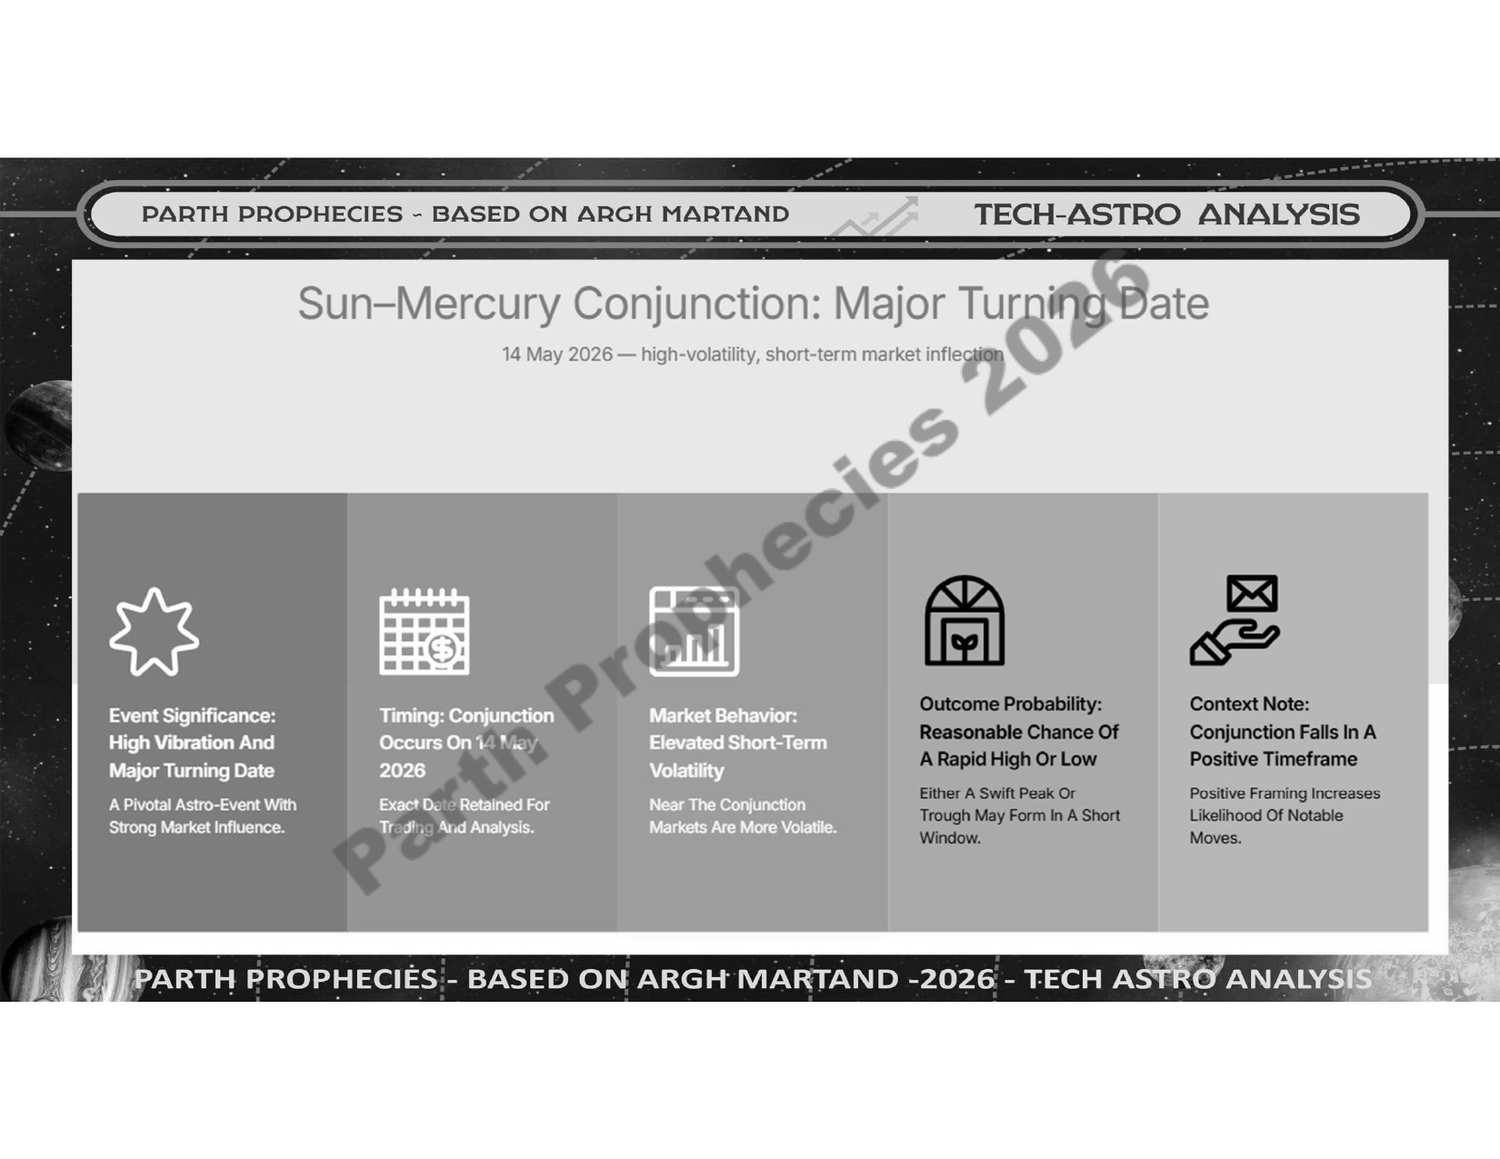 PARTH PROPHECIES ~ BASED ON ARGH MARTAND
TECH-ASTRO ANALYSIS
Sun–Mercury Conjunction: Major Turning Date
14 May 2026 — high-volatility, short-term market inflection
Event Significance:
High Vibration And
Major Turning Date
A Pivotal Astro-Event With
Strong Market Influence.
Timing: Conjunction
Occurs On 14 May
2026
Exact Date Retained For
Trading And Analysis.
Market Behavior:
Elevated Short-Term
Volatility
Near The Conjunction
Markets Are More Volatile.
Outcome Probability:
Reasonable Chance Of
A Rapid High Or Low
Either A Swift Peak Or
Trough May Form In A Short
Window.
Context Note:
Conjunction Falls In A
Positive Timeframe
Positive Framing Increases
Likelihood Of Notable
Moves.
Parth Prophecies 2026
PARTH PROPHECIES - BASED ON ARGH MARTAND -2026 - TECH ASTRO ANALYSIS